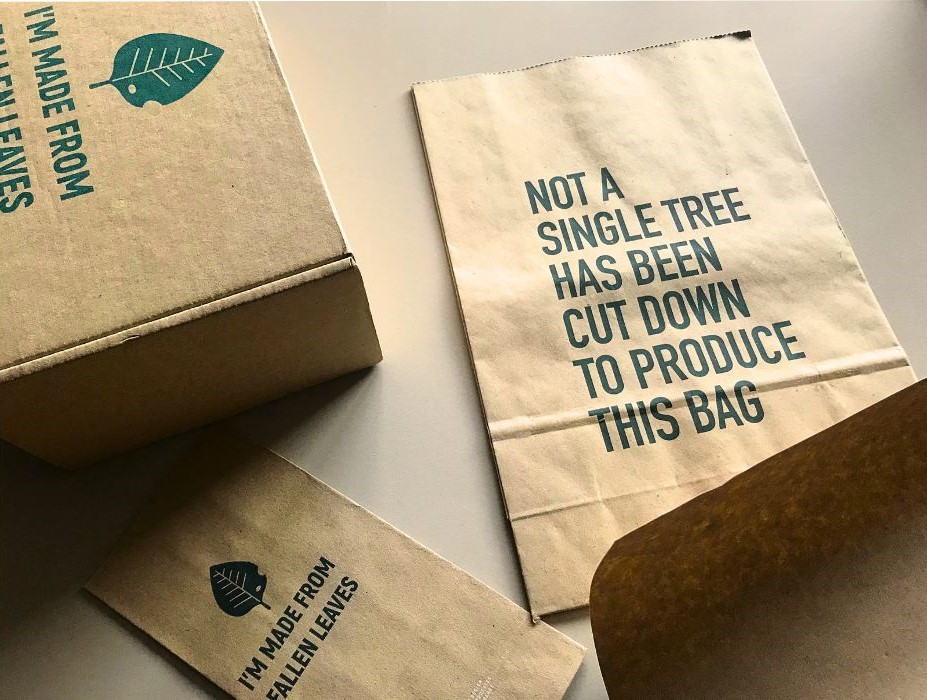 I'M MADE FROM
FALLEN LEAVES
NOT A
SINGLE TREE
HAS BEEN
CUT DOWN
TO PRODUCE
THIS BAG
I'M MADE FROM
FALLEN LEAVES